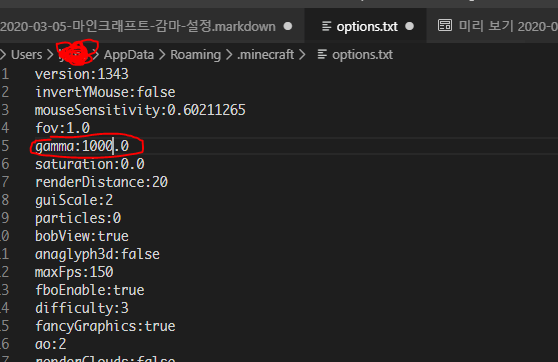 2020-03-05-마인크래프트-감마-설정.markdown ● options.txt ● 미리 보기 2020-0
Users > AppData > Roaming > .minecraft > options.txt
1 version:1343
2 invertYMouse:false
3 mouseSensitivity:0.60211265
4 fov:1.0
5 gamma:1000.0
6 saturation:0.0
7 renderDistance:20
8 guiScale:2
9 particles:0
0 bobView:true
1 anaglyph3d:false
2 maxFps:150
3 fboEnable:true
4 difficulty:3
5 fancyGraphics:true
6 ao:2
7 renderClouds:false